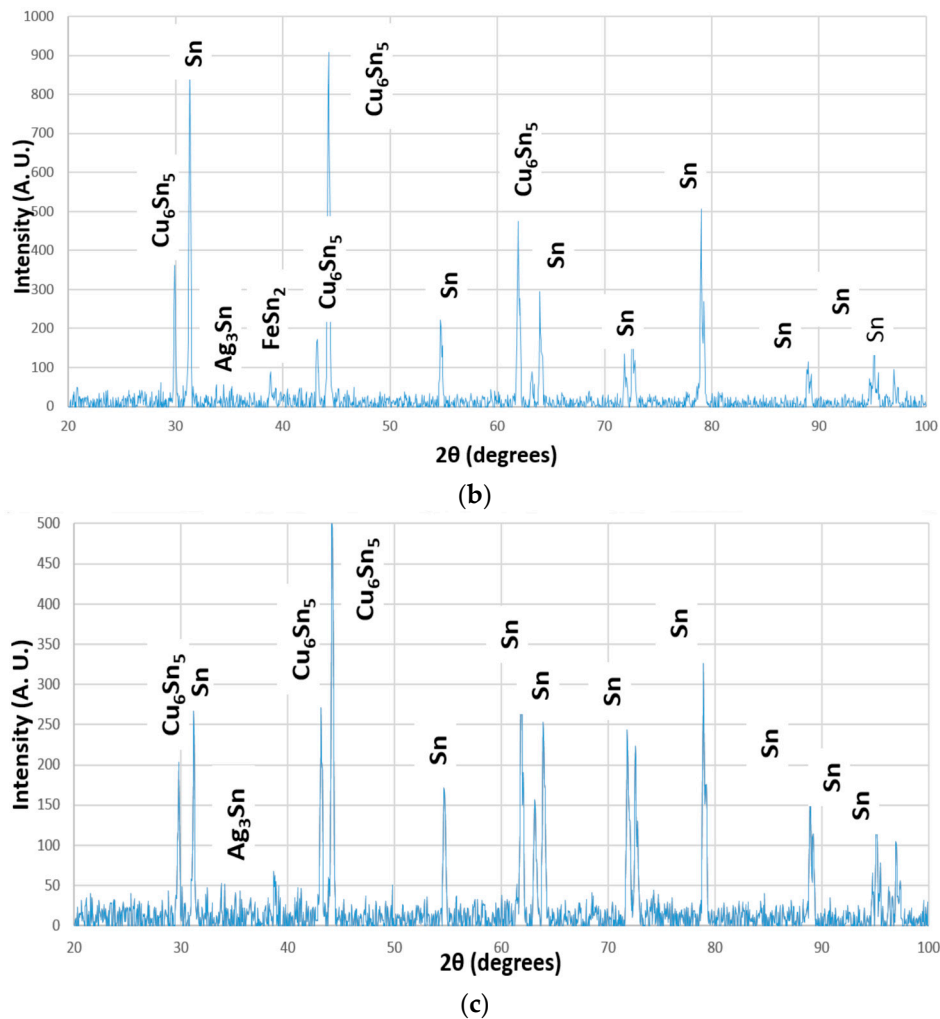 1000
900
800
700
600
500
400
300
200
100
0
Intensity (A. U.)
Cu₆Sn₅
Sn
Ag₃Sn
FeSn₂
Cu₆Sn₅
Cu₆Sn₅
Sn
Cu₆Sn₅
Sn
Sn
Sn
Sn
Sn
Sn
20 30 40 50 60 70 80 90 100
2θ (degrees)
(b)
500
450
400
350
300
250
200
150
100
50
0
Intensity (A. U.)
Cu₆Sn₅
Sn
Ag₃Sn
Cu₆Sn₅
Cu₆Sn₅
Sn
Sn
Sn
Sn
Sn
Sn
Sn
Sn
20 30 40 50 60 70 80 90 100
2θ (degrees)
(c)